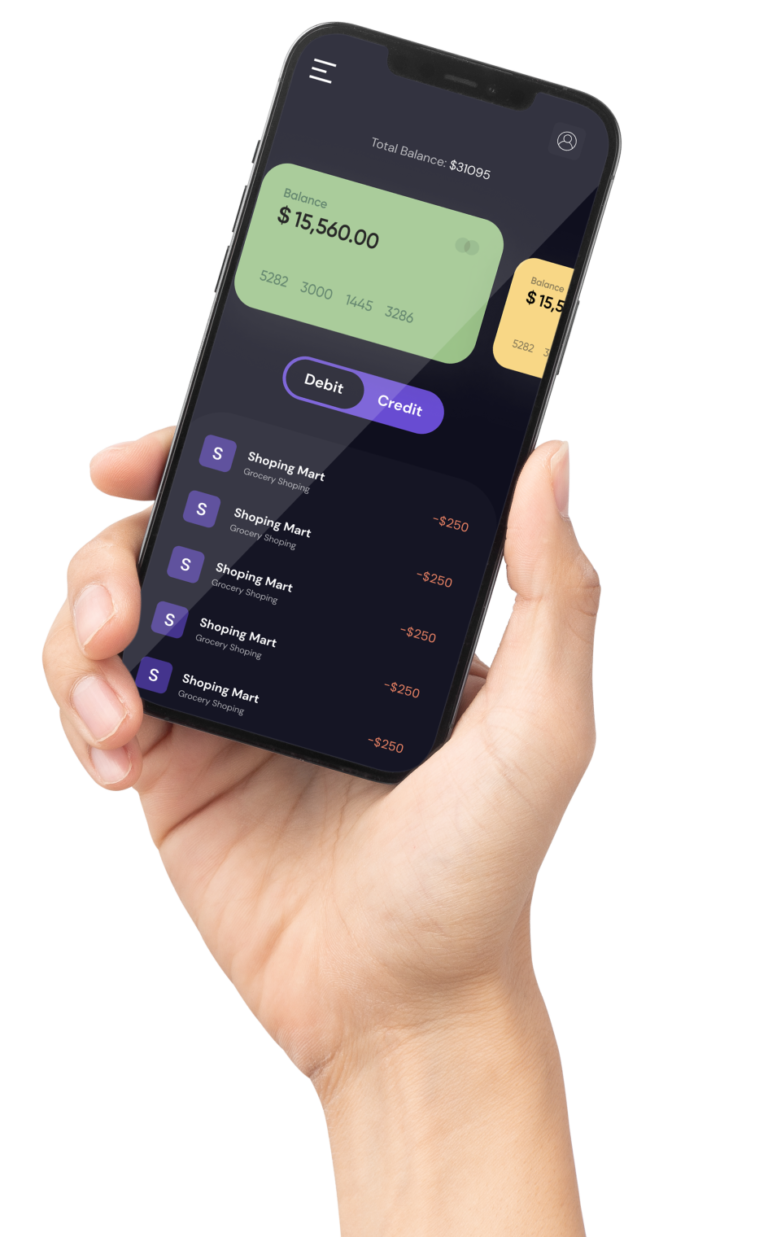 Total Balance: $31095
Balance
$ 15,560.00
5282 3000 1445 3286
Balance
$ 15,5
5282 3
Debit Credit
S Shoping Mart
Grocery Shoping
-$250
S Shoping Mart
Grocery Shoping
-$250
S Shoping Mart
Grocery Shoping
-$250
S Shoping Mart
Grocery Shoping
-$250
S Shoping Mart
Grocery Shoping
-$250